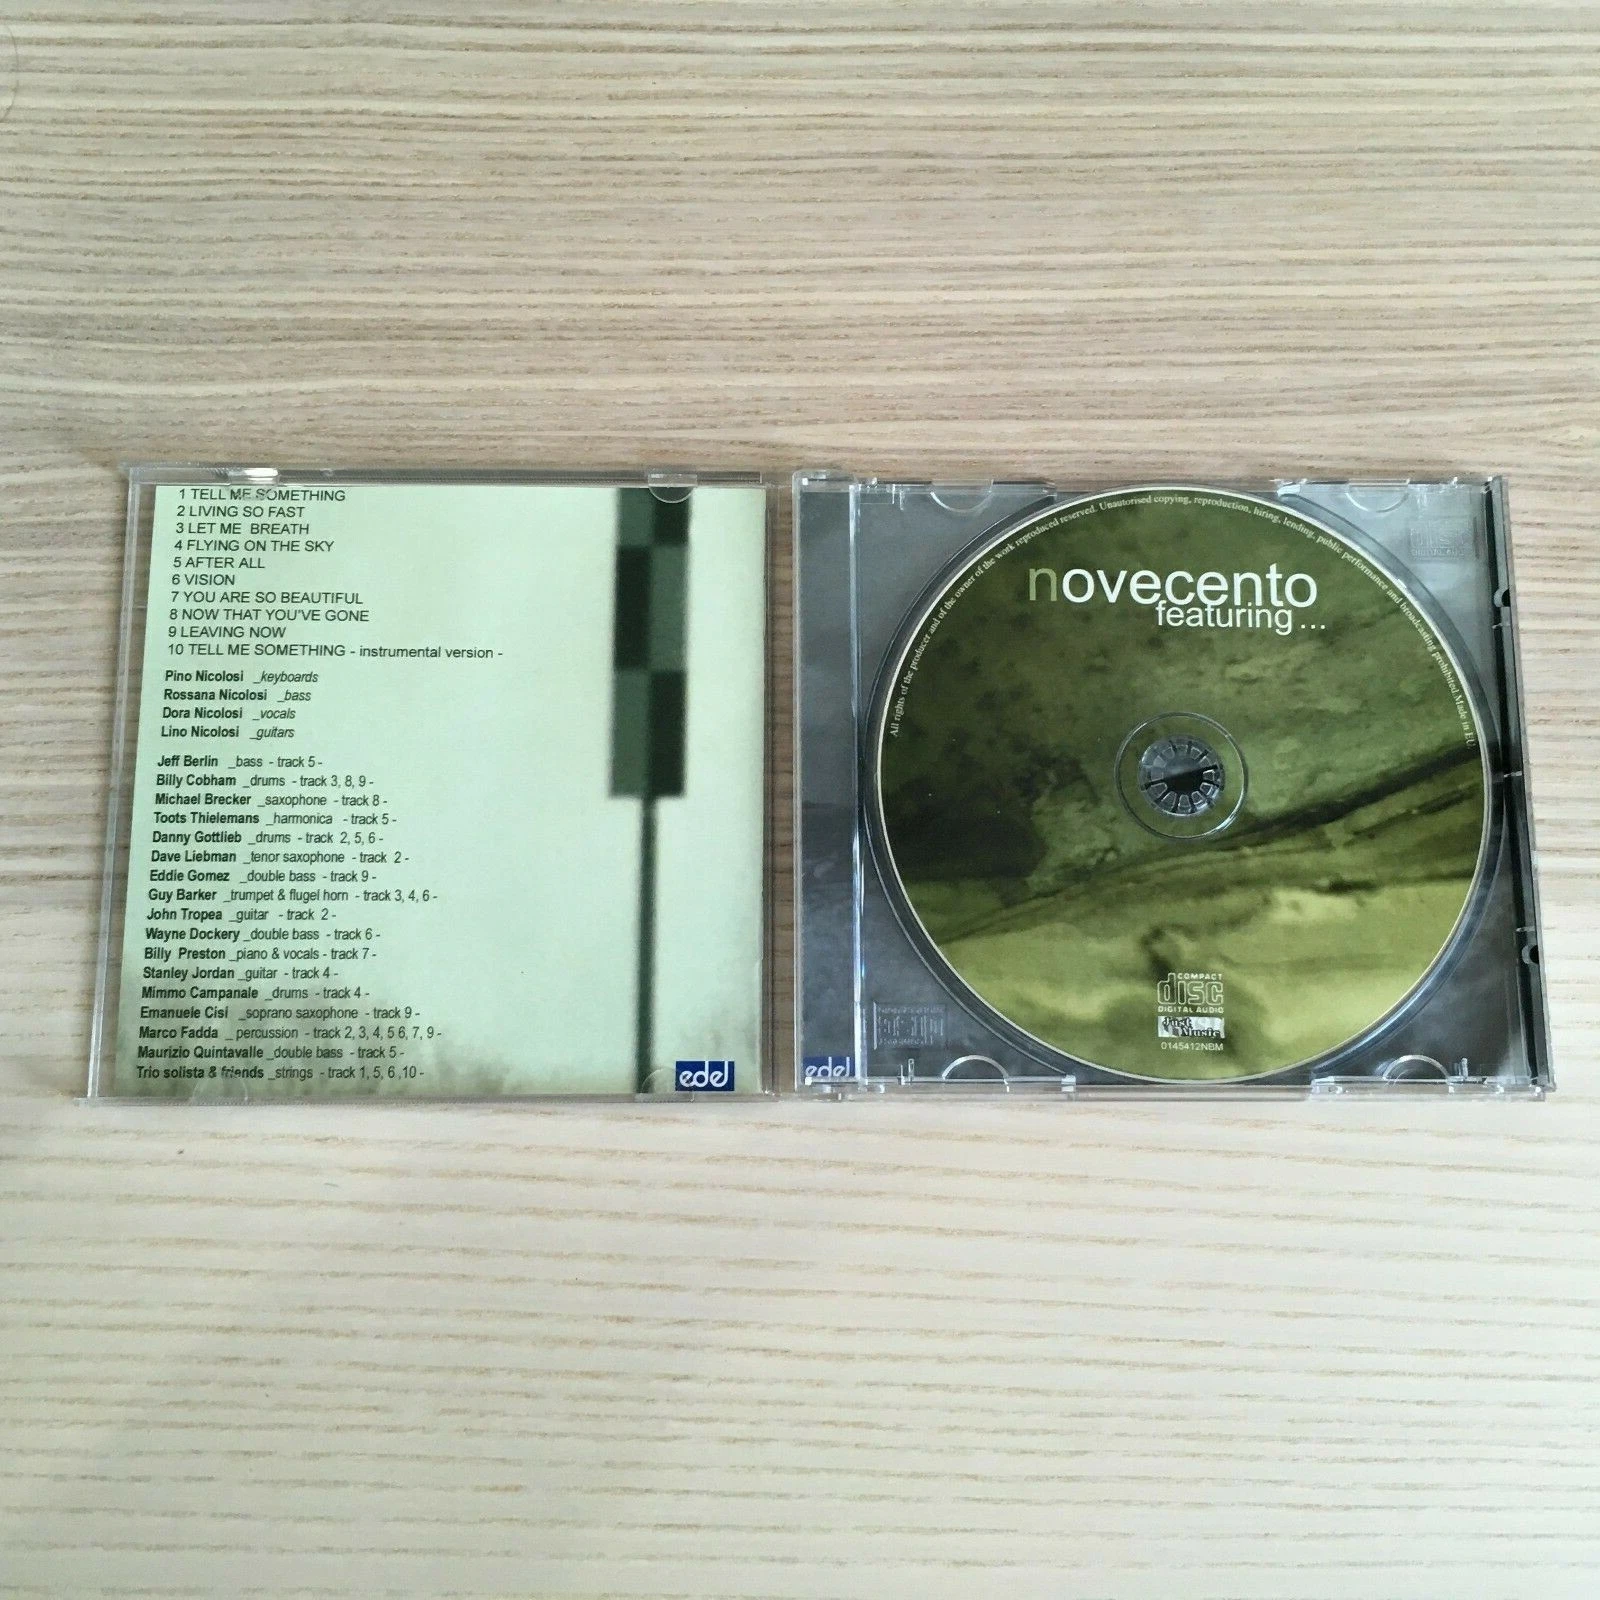 1 TELL ME SOMETHING
2 LIVING SO FAST
3 LET ME BREATH
4 FLYING ON THE SKY
5 AFTER ALL
6 VISION
7 YOU ARE SO BEAUTIFUL
8 NOW THAT YOU'VE GONE
9 LEAVING NOW
10 TELL ME SOMETHING - instrumental version -
Pino Nicolosi _keyboards
Rossana Nicolosi _bass
Dora Nicolosi _vocals
Lino Nicolosi _guitars
Jeff Berlin _bass - track 5 -
Billy Cobham _drums - track 3, 8, 9 -
Michael Brecker _saxophone - track 8 -
Toots Thielemans _harmonica - track 5 -
Danny Gottlieb _drums - track 2, 5, 6 -
Dave Liebman _tenor saxophone - track 2 -
Eddie Gomez _double bass - track 9 -
Guy Barker _trumpet & flugel horn - track 3, 4, 6 -
John Tropea _guitar - track 2 -
Wayne Dockery _double bass - track 6 -
Billy Preston _piano & vocals - track 7 -
Stanley Jordan _guitar - track 4 -
Mimmo Campanale _drums - track 4 -
Emanuele Cisi _soprano saxophone - track 9 -
Marco Fadda _ percussion - track 2, 3, 4, 5 6, 7, 9 -
Maurizio Quintavalle _double bass - track 5 -
Trio solista & friends _strings - track 1, 5, 6 ,10 -
edel
edel
All rights of the producer and of the owner of the work reproduced reserved. Unautorised copying, reproduction, hiring, lending, public performance and broadcasting prohibited.Made in EU
novecento
featuring...
COMPACT
disc
DIGITAL AUDIO
Just Music
0145412NBM